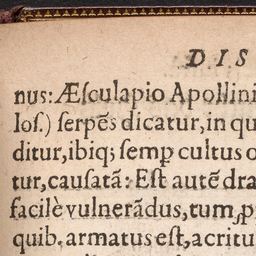 DIS
nus: Æſculapio Apollini
loſ.) ſerpẽs dicatur, in qu
ditur, ibiq; ſemp cultus o
tur, cauſatã: Eſt autẽ dra
facilè vulnerãdus, tum, ꝓ
quib. armatus eſt, acritu